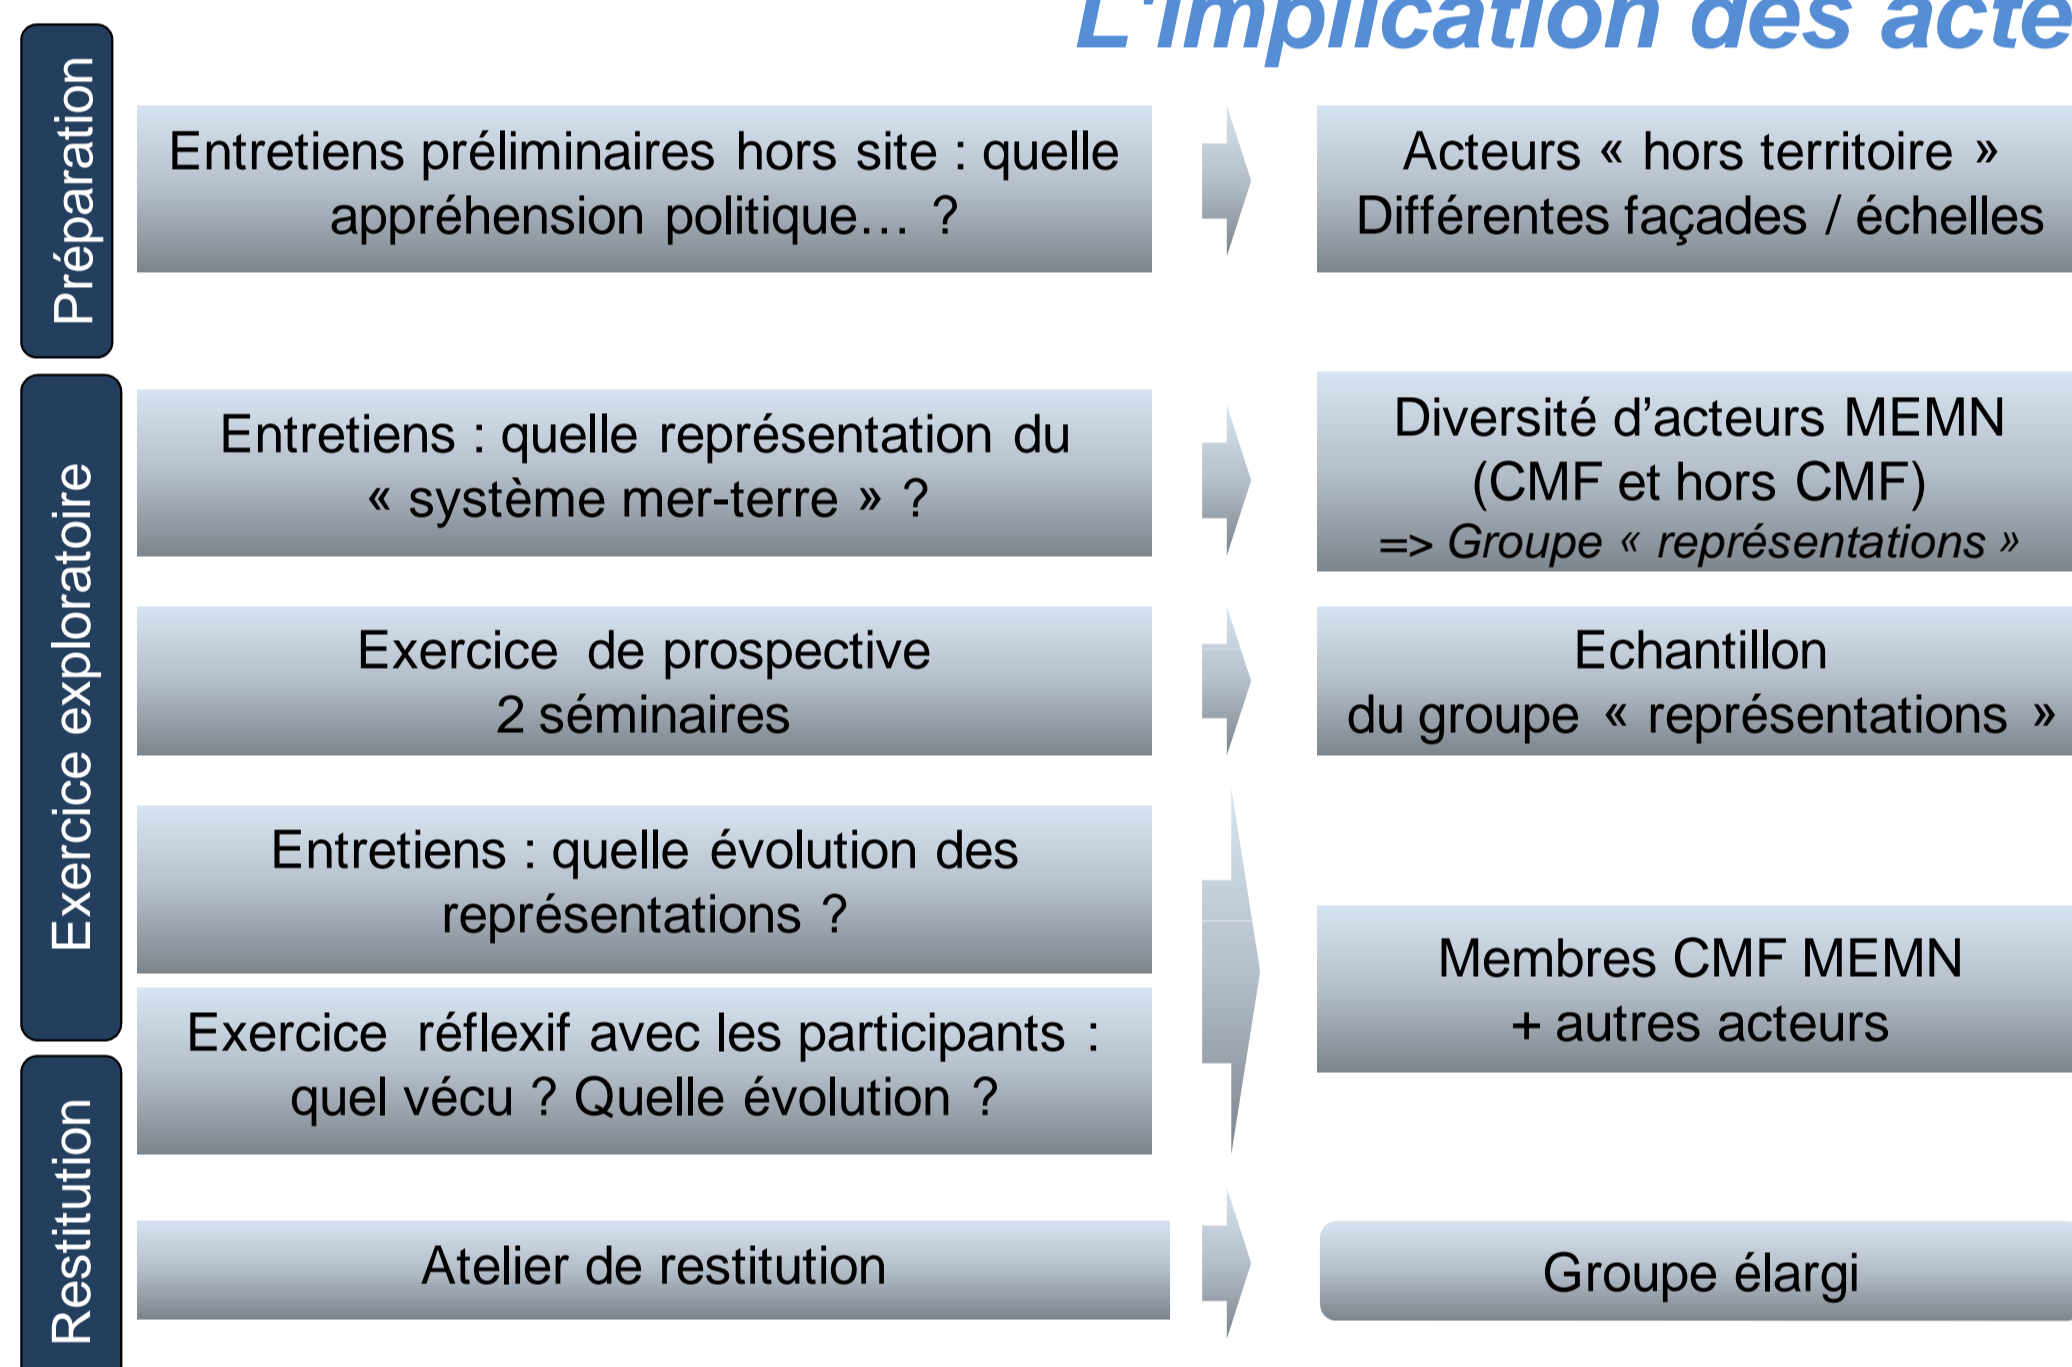 L'implication des acte
Préparation
Entretiens préliminaires hors site : quelle
appréhension politique… ?
Acteurs « hors territoire »
Différentes façades / échelles
Exercice exploratoire
Entretiens : quelle représentation du
« système mer-terre » ?
Diversité d’acteurs MEMN
(CMF et hors CMF)
=> Groupe « représentations »
Exercice de prospective
2 séminaires
Echantillon
du groupe « représentations »
Entretiens : quelle évolution des
représentations ?
Exercice réflexif avec les participants :
quel vécu ? Quelle évolution ?
Membres CMF MEMN
+ autres acteurs
Restitution
Atelier de restitution
Groupe élargi